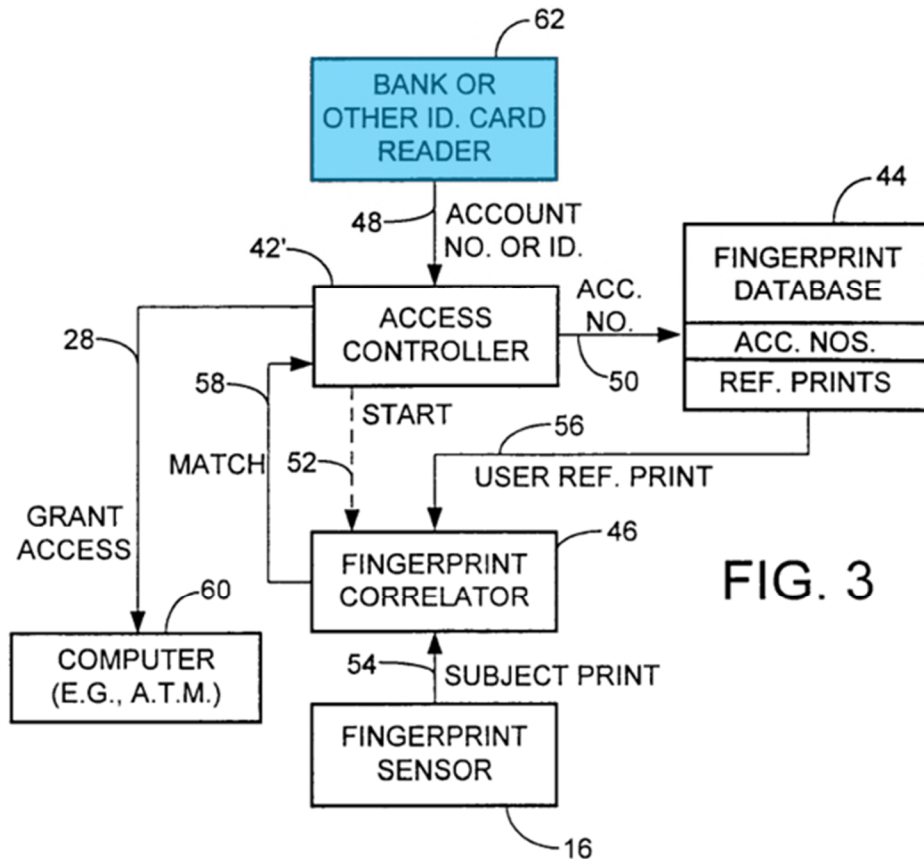 62
BANK OR
OTHER ID. CARD
READER
48
ACCOUNT
NO. OR ID.
44
42'
FINGERPRINT
DATABASE
ACC. NOS.
REF. PRINTS
ACCESS
CONTROLLER
ACC.
NO.
50
28
58
START
MATCH
52
56
USER REF. PRINT
GRANT
ACCESS
46
FINGERPRINT
CORRELATOR
FIG. 3
60
COMPUTER
(E.G., A.T.M.)
54
SUBJECT PRINT
FINGERPRINT
SENSOR
16